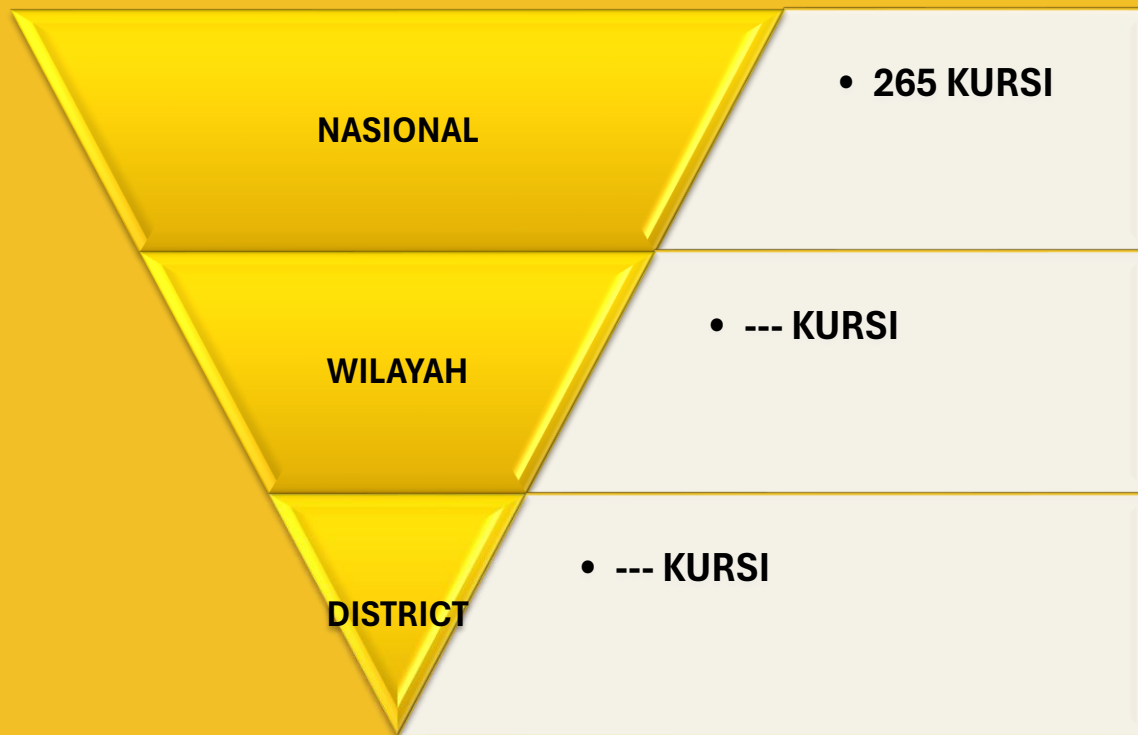 NASIONAL
• 265 KURSI
WILAYAH
• --- KURSI
DISTRICT
• --- KURSI